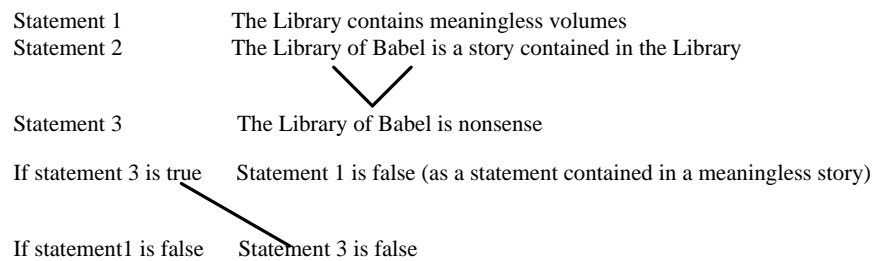 Statement 1 The Library contains meaningless volumes
Statement 2 The Library of Babel is a story contained in the Library
Statement 3 The Library of Babel is nonsense
If statement 3 is true Statement 1 is false (as a statement contained in a meaningless story)
If statement1 is false Statement 3 is false